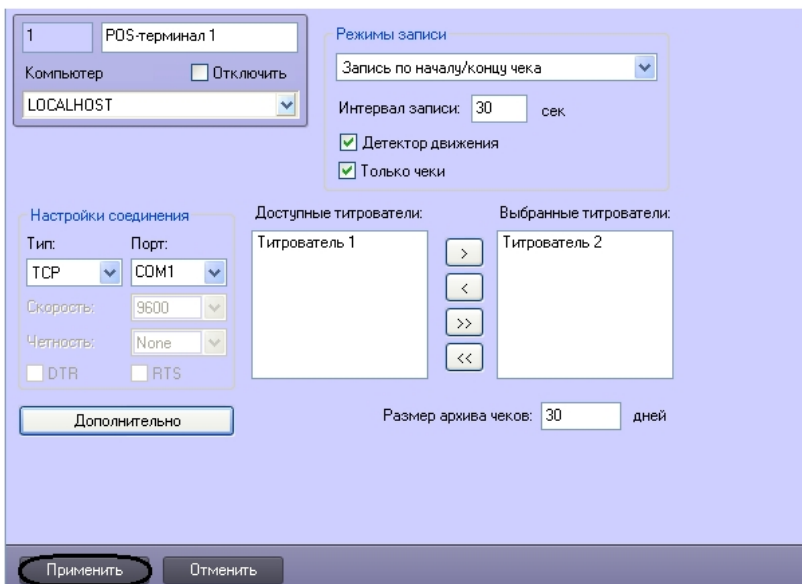 1
POS-терминал 1
Компьютер
Отключить
LOCALHOST
Режимы записи
Запись по началу/концу чека
Интервал записи: 30 сек
Детектор движения
Только чеки
Настройки соединения
Тип: Порт:
TCP COM1
Скорость: 9600
Четность: None
DTR RTS
Дополнительно
Доступные титрователи:
Титрователь 1
>
<
>>
<<
Выбранные титрователи:
Титрователь 2
Размер архива чеков: 30 дней
Применить Отменить